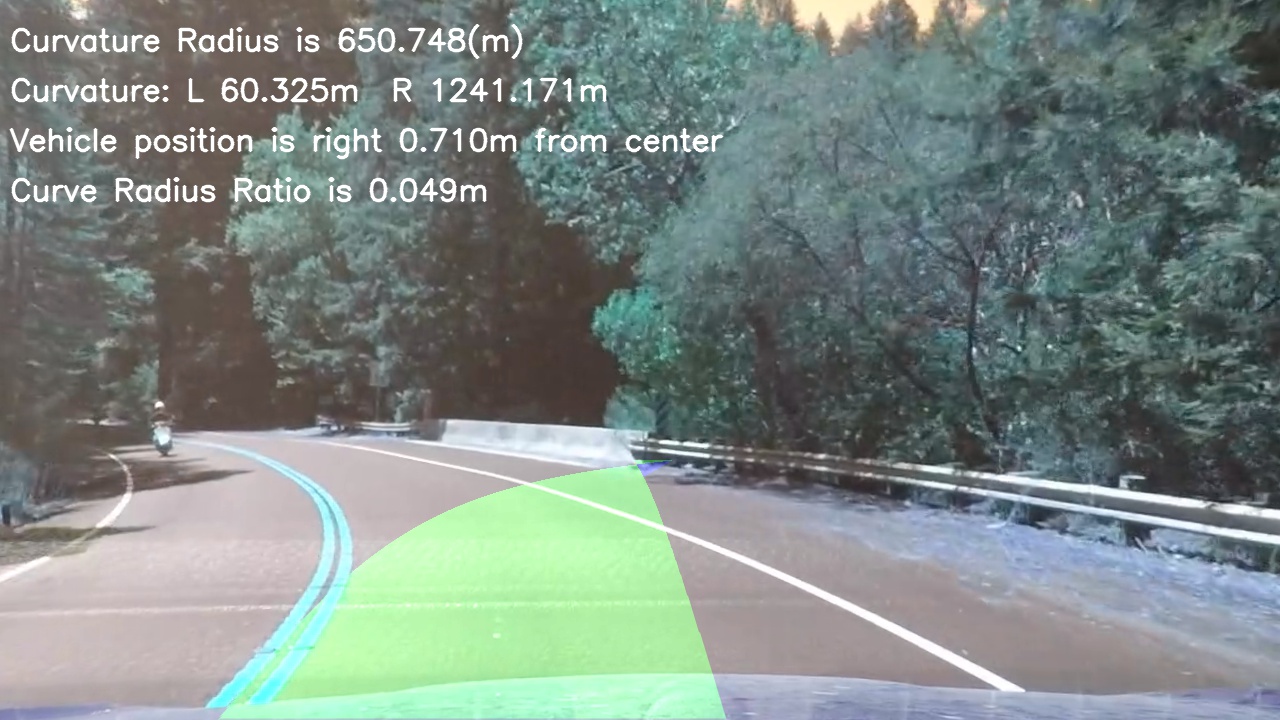 Curvature Radius is 650.748(m)
Curvature: L 60.325m R 1241.171m
Vehicle position is right 0.710m from center
Curve Radius Ratio is 0.049m